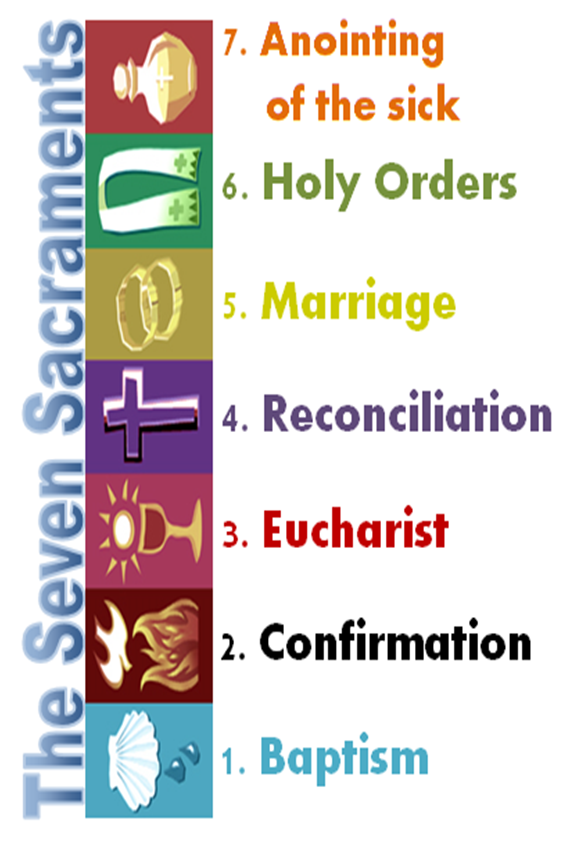 The Seven Sacraments
7. Anointing
of the sick
6. Holy Orders
5. Marriage
4. Reconciliation
3. Eucharist
2. Confirmation
1. Baptism